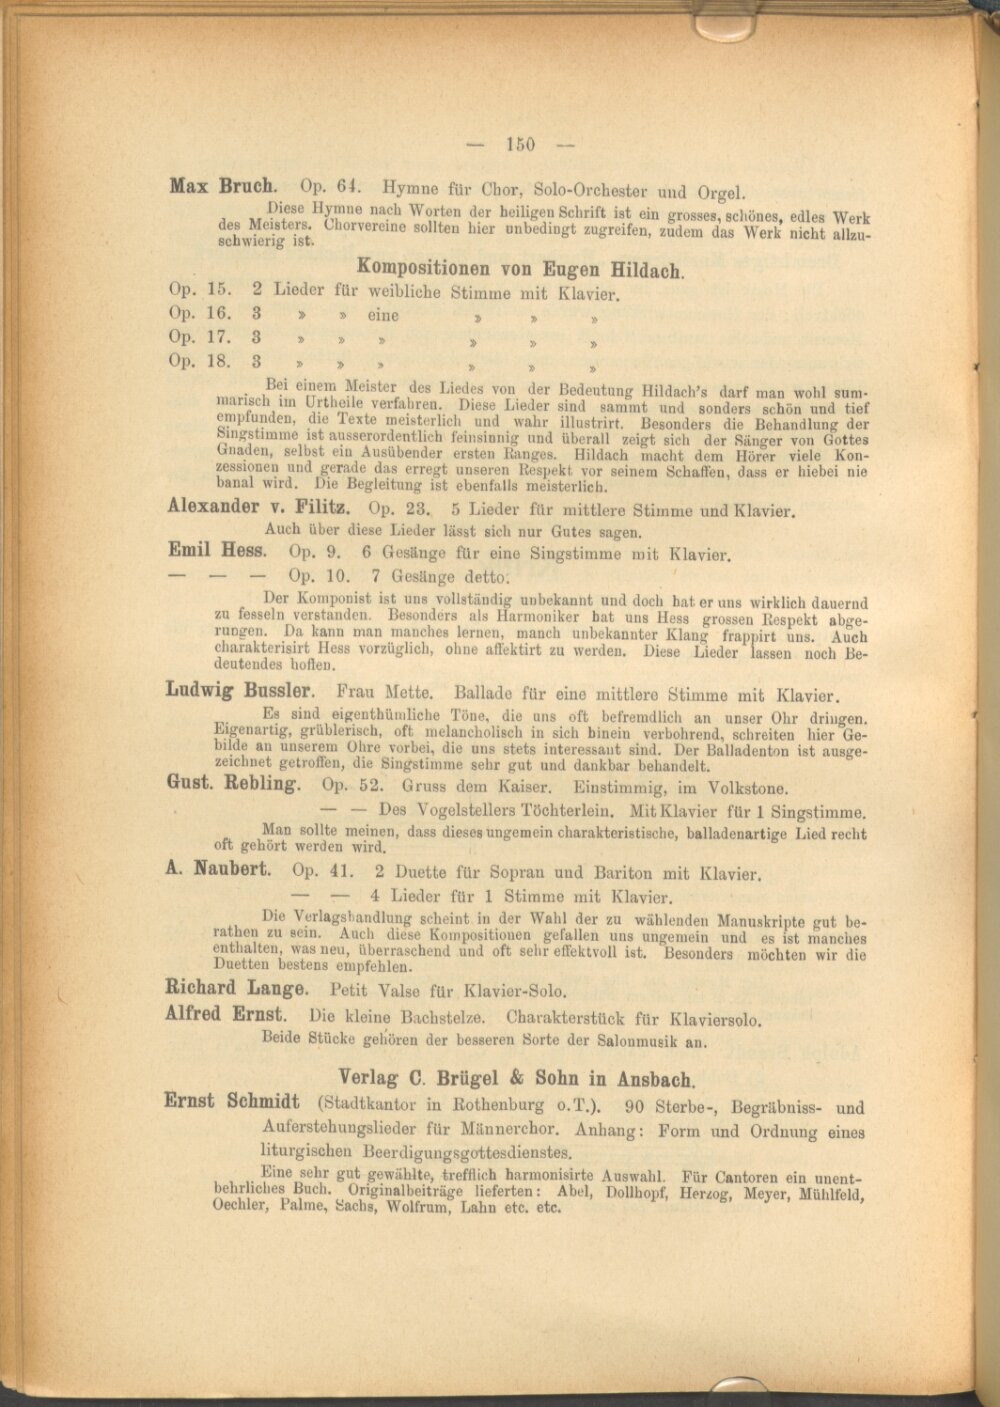 — 150 —
Max Bruch. Op. 64. Hymne für Chor, Solo-Orchester und Orgel.
Diese Hymne nach Worten der heiligen Schrift ist ein grosses, schönes, edles Werk
des Meisters. Chorvereine sollten hier unbedingt zugreifen, zudem das Werk nicht allzu-
schwierig ist.
Kompositionen von Eugen Hildach.
Op. 15. 2 Lieder für weibliche Stimme mit Klavier.
Op. 16. 3 » » eine » » »
Op. 17. 3 » » » » » »
Op. 18. 3 » » » » » »
Bei einem Meister des Liedes von der Bedeutung Hildach's darf man wohl sum-
marisch im Urtheile verfahren. Diese Lieder sind sammt und sonders schön und tief
empfunden, die Texte meisterlich und wahr illustrirt. Besonders die Behandlung der
Singstimme ist ausserordentlich feinsinnig und überall zeigt sich der Sänger von Gottes
Gnaden, selbst ein Ausübender ersten Ranges. Hildach macht dem Hörer viele Kon-
zessionen und gerade das erregt unseren Respekt vor seinem Schaffen, dass er hiebei nie
banal wird. Die Begleitung ist ebenfalls meisterlich.
Alexander v. Filitz. Op. 23. 5 Lieder für mittlere Stimme und Klavier.
Auch über diese Lieder lässt sich nur Gutes sagen.
Emil Hess. Op. 9. 6 Gesänge für eine Singstimme mit Klavier.
— — — Op. 10. 7 Gesänge detto.
Der Komponist ist uns vollständig unbekannt und doch hat er uns wirklich dauernd
zu fesseln verstanden. Besonders als Harmoniker hat uns Hess grossen Respekt abge-
rungen. Da kann man manches lernen, manch unbekannter Klang frappirt uns. Auch
charakterisirt Hess vorzüglich, ohne affektirt zu werden. Diese Lieder lassen noch Be-
deutendes hoffen.
Ludwig Bussler. Frau Mette. Ballade für eine mittlere Stimme mit Klavier.
Es sind eigenthümliche Töne, die uns oft befremdlich an unser Ohr dringen.
Eigenartig, grüblerisch, oft melancholisch in sich hinein verbohrend, schreiten hier Ge-
bilde an unserem Ohre vorbei, die uns stets interessant sind. Der Balladenton ist ausge-
zeichnet getroffen, die Singstimme sehr gut und dankbar behandelt.
Gust. Rebling. Op. 52. Gruss dem Kaiser. Einstimmig, im Volkstone.
— — Des Vogelstellers Töchterlein. Mit Klavier für 1 Singstimme.
Man sollte meinen, dass dieses ungemein charakteristische, balladenartige Lied recht
oft gehört werden wird.
A. Naubert. Op. 41. 2 Duette für Sopran und Bariton mit Klavier.
— — 4 Lieder für 1 Stimme mit Klavier.
Die Verlagshandlung scheint in der Wahl der zu wählenden Manuskripte gut be-
rathen zu sein. Auch diese Kompositionen gefallen uns ungemein und es ist manches
enthalten, was neu, überraschend und oft sehr effektvoll ist. Besonders möchten wir die
Duetten bestens empfehlen.
Richard Lange. Petit Valse für Klavier-Solo.
Alfred Ernst. Die kleine Bachstelze. Charakterstück für Klaviersolo.
Beide Stücke gehören der besseren Sorte der Salonmusik an.
Verlag C. Brügel & Sohn in Ansbach.
Ernst Schmidt (Stadtkantor in Rothenburg o.T.). 90 Sterbe-, Begräbniss- und
Auferstehungslieder für Männerchor. Anhang: Form und Ordnung eines
liturgischen Beerdigungsgottesdienstes.
Eine sehr gut gewählte, trefflich harmonisirte Auswahl. Für Cantoren ein unent-
behrliches Buch. Originalbeiträge lieferten: Abel, Dollhopf, Herzog, Meyer, Mühlfeld,
Oechler, Palme, Sachs, Wolfrum, Lahn etc. etc.